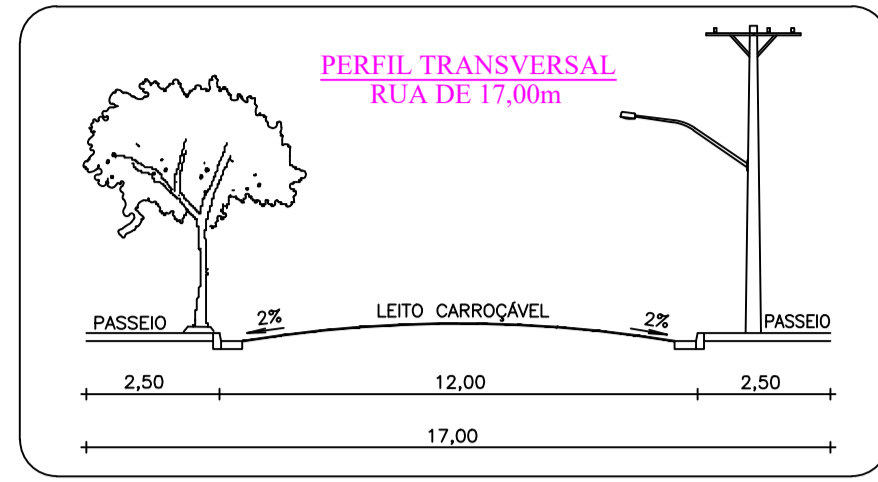 PERFIL TRANSVERSAL
RUA DE 17,00m
2%
LEITO CARROÇÁVEL
2%
PASSEIO
PASSEIO
2,50
12,00
2,50
17,00